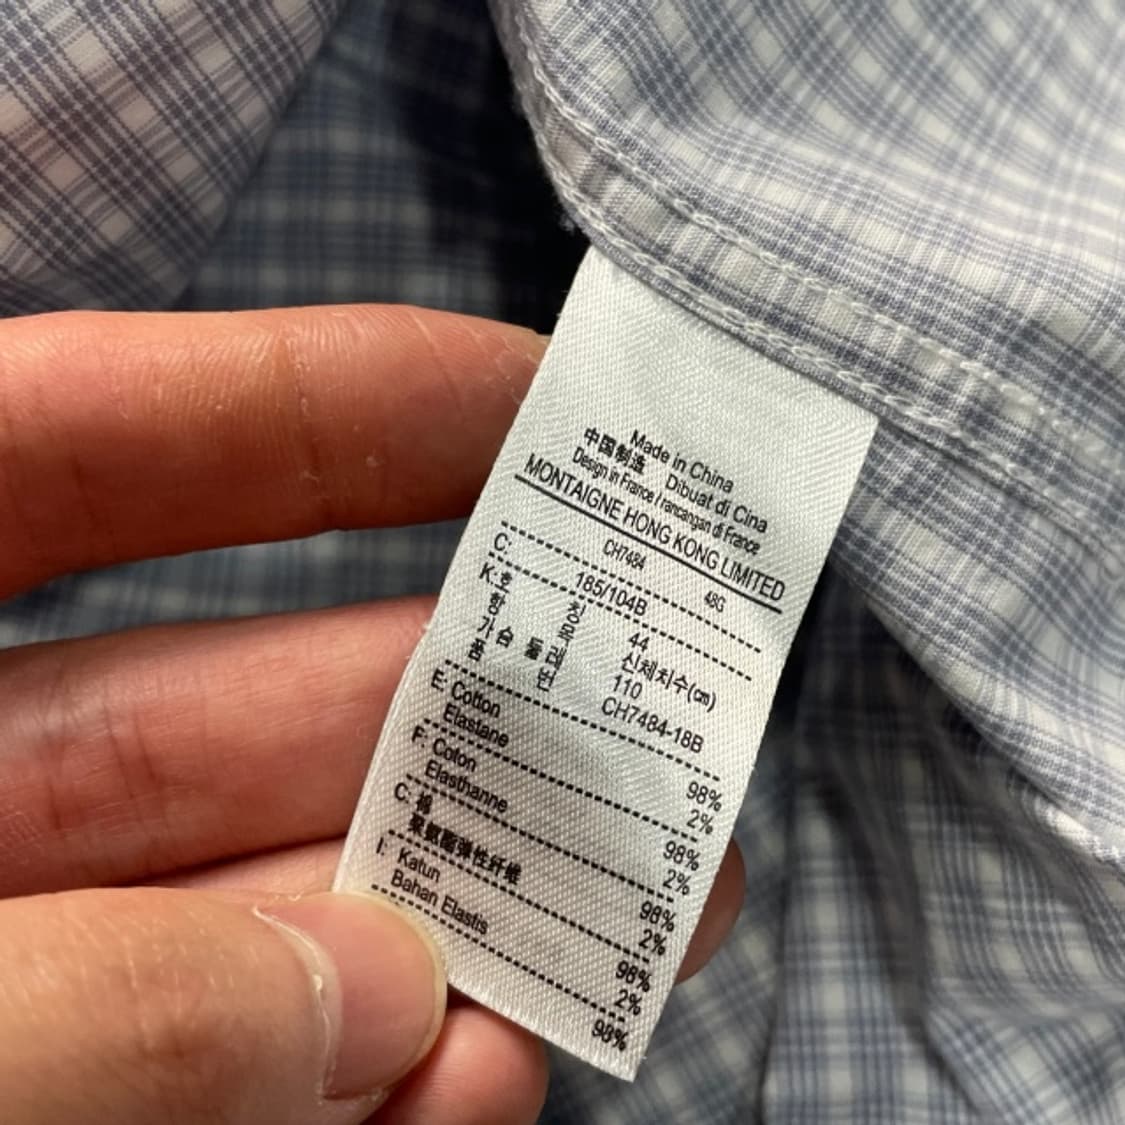 Made in China
中国制造 / Dibuat di Cina
Design in France / rancangan di France
MONTAIGNE HONG KONG LIMITED
CH7484 48G
C: 185/104B
K: 호칭 44
항목 신체치수(㎝)
가슴둘레 110
품번 CH7484-18B
E: Cotton 98%
Elastane 2%
F: Coton 98%
Elasthanne 2%
C: 棉 98%
聚氨酯弹性纤维 2%
I: Katun 98%
Bahan Elastis 2%
98%